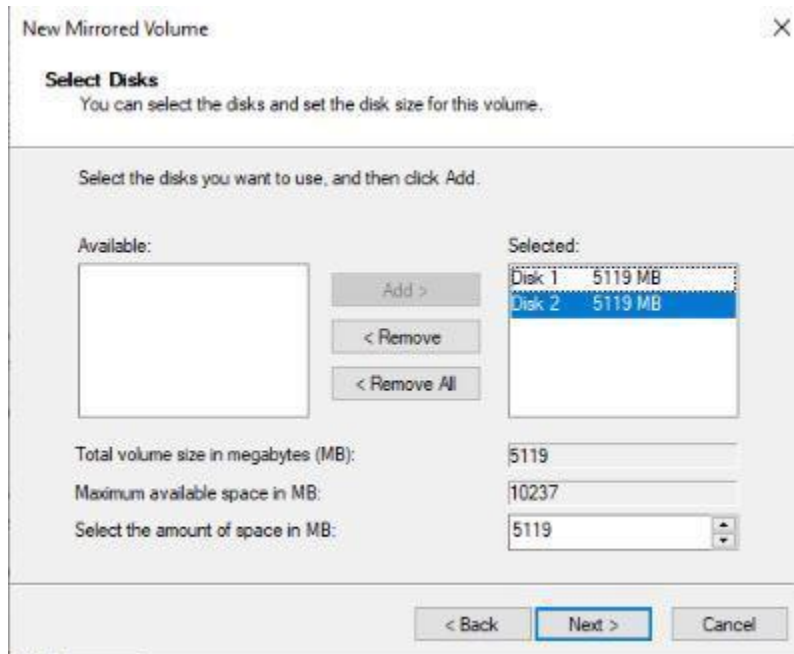 New Mirrored Volume
Select Disks
You can select the disks and set the disk size for this volume.
Select the disks you want to use, and then click Add.
Available:
Selected:
Add >
< Remove
< Remove All
Disk 1 5119 MB
Disk 2 5119 MB
Total volume size in megabytes (MB): 5119
Maximum available space in MB: 10237
Select the amount of space in MB: 5119
< Back Next > Cancel